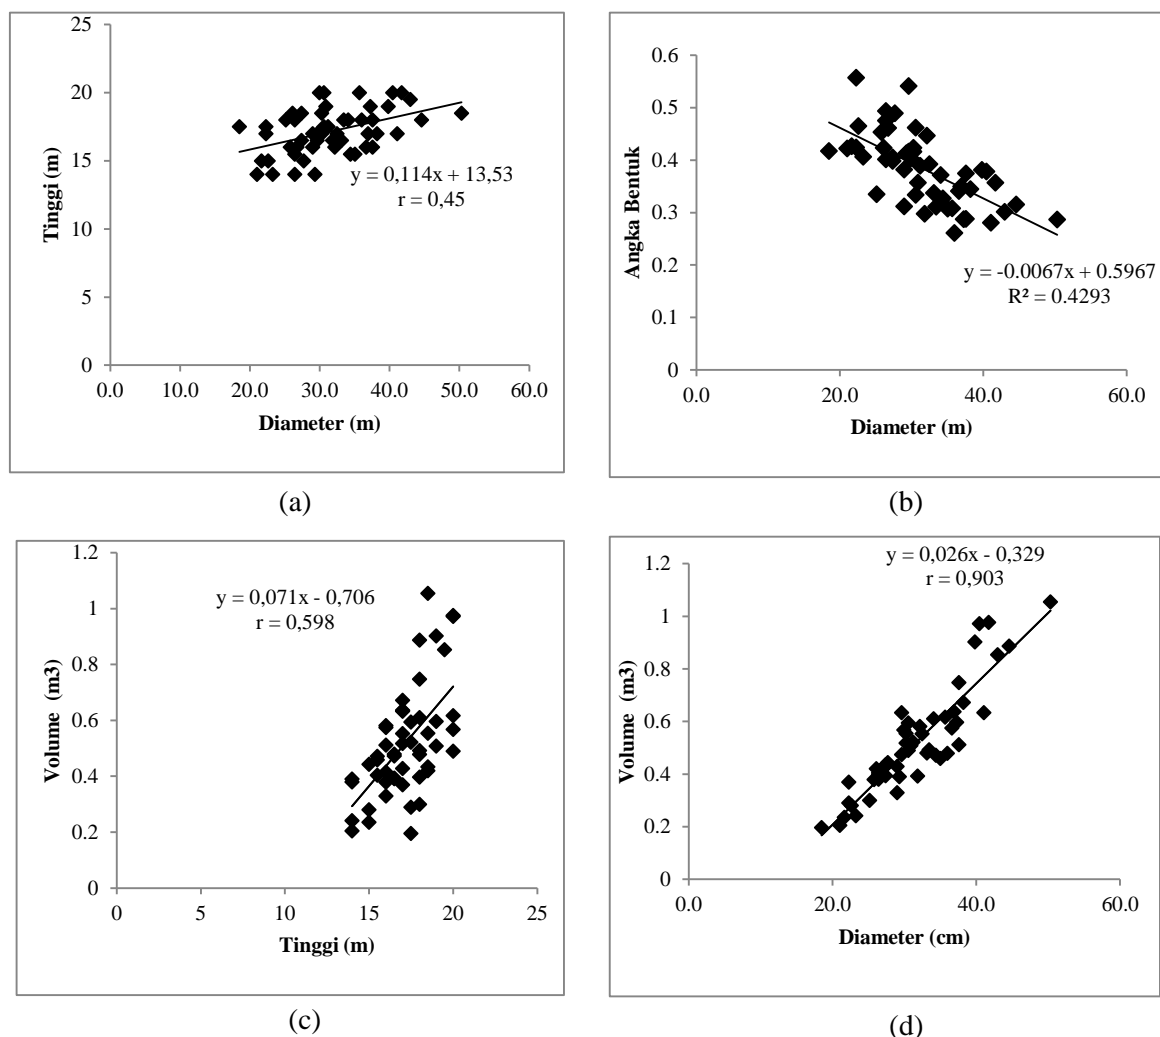 25
20
15
10
5
0
Tinggi (m)
y = 0,114x + 13,53
r = 0,45
0.0 10.0 20.0 30.0 40.0 50.0 60.0
Diameter (m)
(a)
0.6
0.5
0.4
0.3
0.2
0.1
0
Angka Bentuk
y = -0.0067x + 0.5967
R² = 0.4293
0.0 20.0 40.0 60.0
Diameter (m)
(b)
1.2
1
0.8
0.6
0.4
0.2
0
Volume (m3)
y = 0,071x - 0,706
r = 0,598
0 5 10 15 20 25
Tinggi (m)
(c)
1.2
1
0.8
0.6
0.4
0.2
0
Volume (m3)
y = 0,026x - 0,329
r = 0,903
0.0 20.0 40.0 60.0
Diameter (cm)
(d)